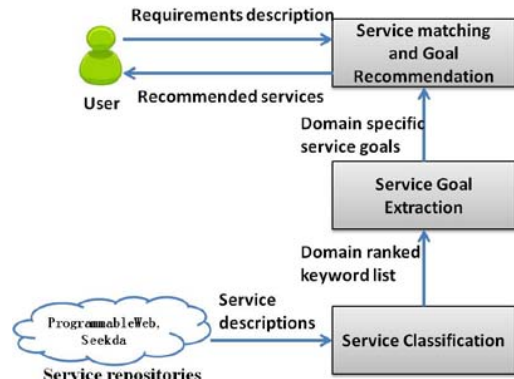 Requirements description
Service matching
and Goal
Recommendation
User
Recommended services
Domain specific
service goals
Service Goal
Extraction
Domain ranked
keyword list
Service
descriptions
ProgrammableWeb,
Seekda
Service Classification
Service repositories